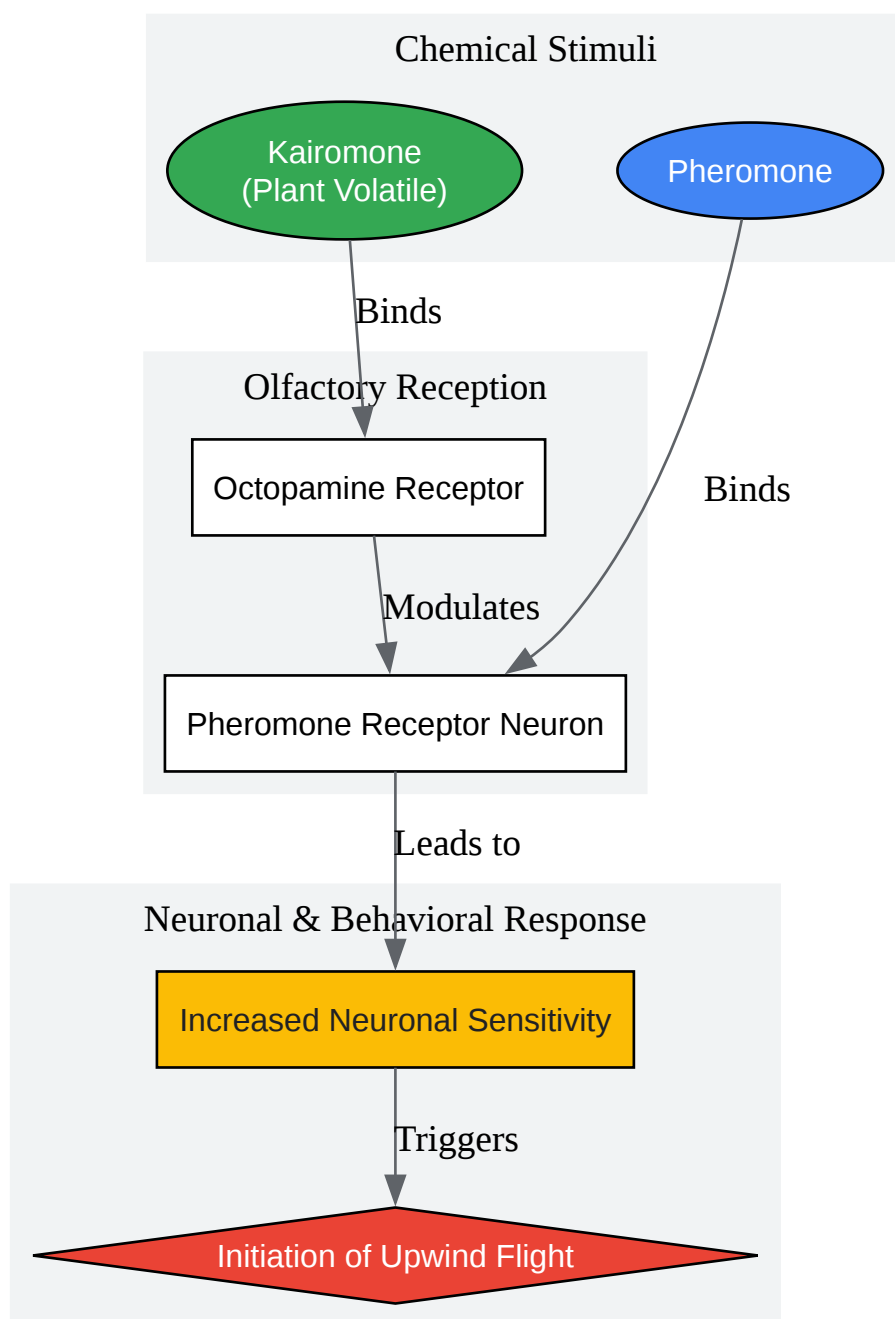 Chemical Stimuli
Kairomone
(Plant Volatile)
Pheromone
Binds
Olfactory Reception
Octopamine Receptor
Binds
Modulates
Pheromone Receptor Neuron
Leads to
Neuronal & Behavioral Response
Increased Neuronal Sensitivity
Triggers
Initiation of Upwind Flight